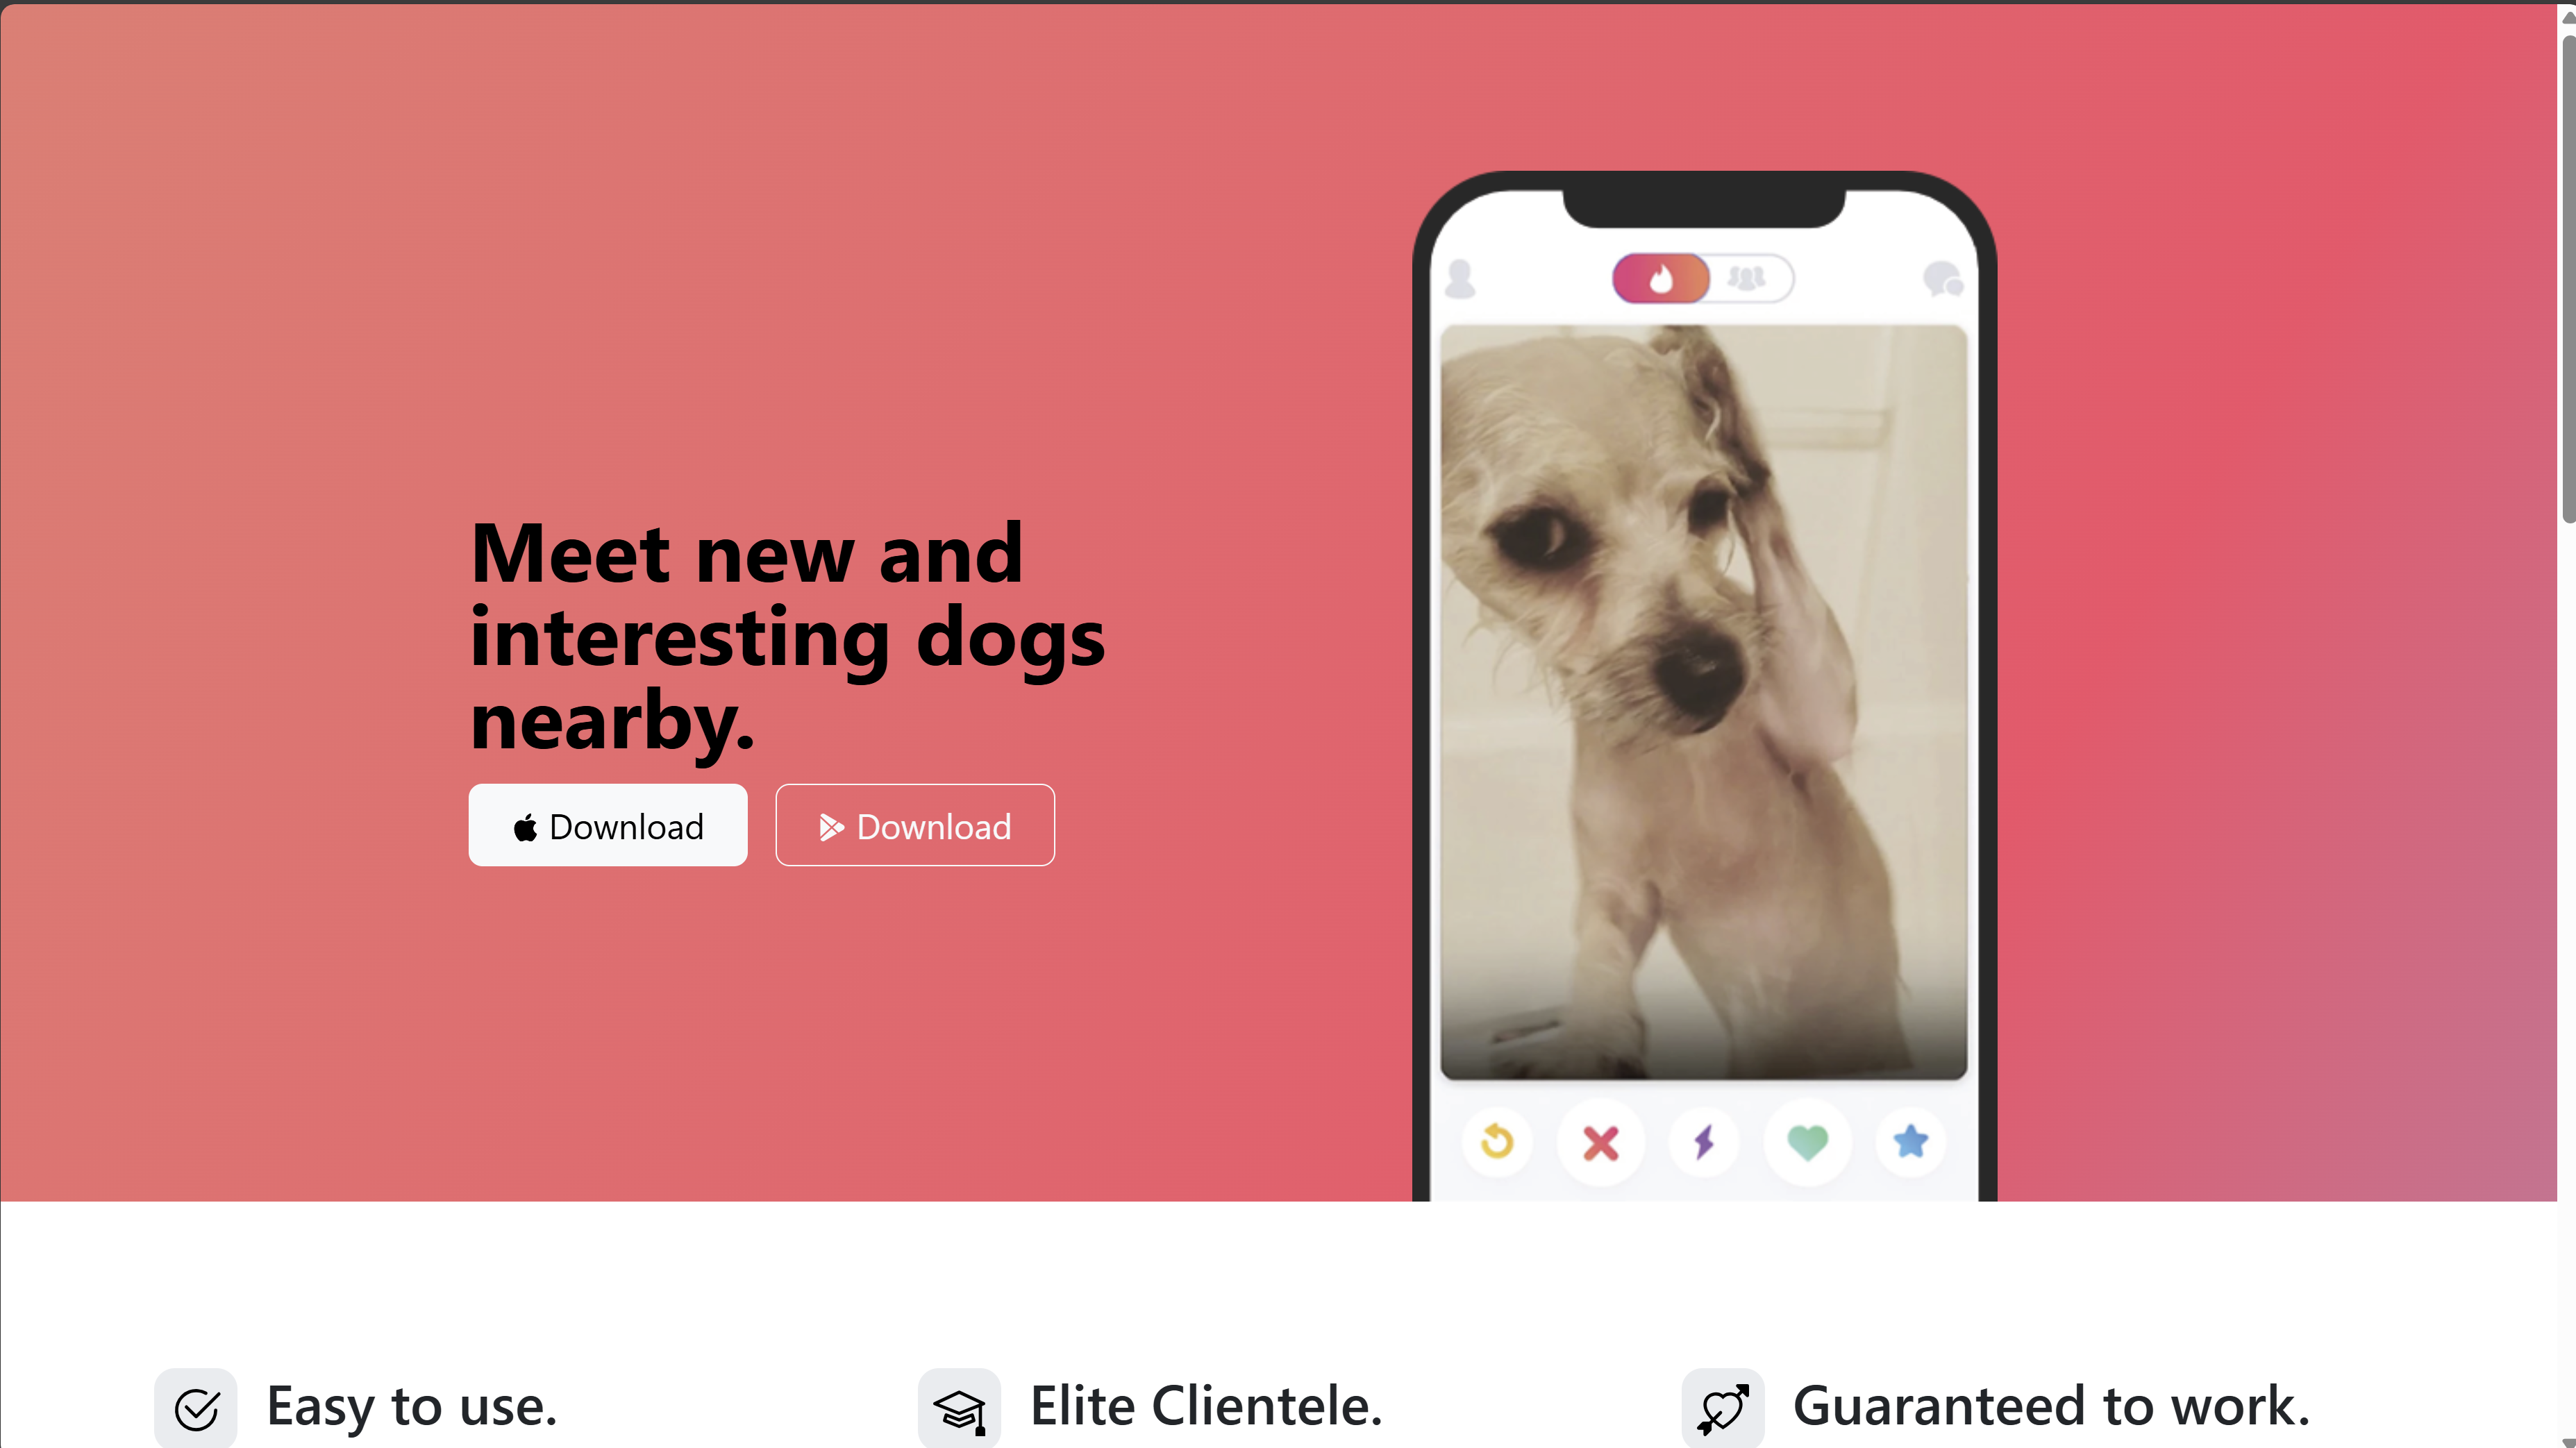 Meet new and
interesting dogs
nearby.
Download
Download
Easy to use.
Elite Clientele.
Guaranteed to work.